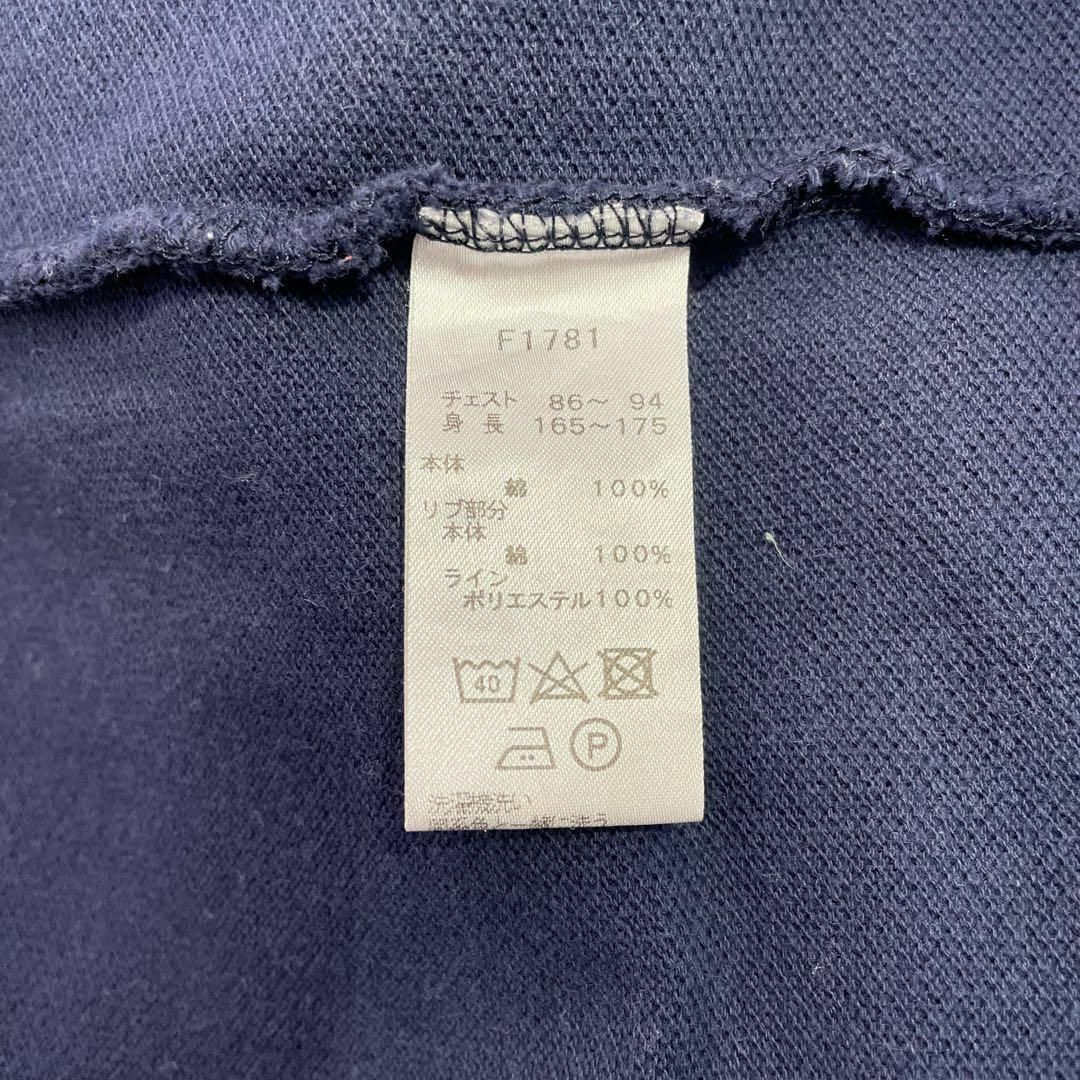 F1781
チェスト 86～ 94
身 長 165～175
本体
綿 100%
リブ部分
本体
綿 100%
ライン
ポリエステル100%
40
P